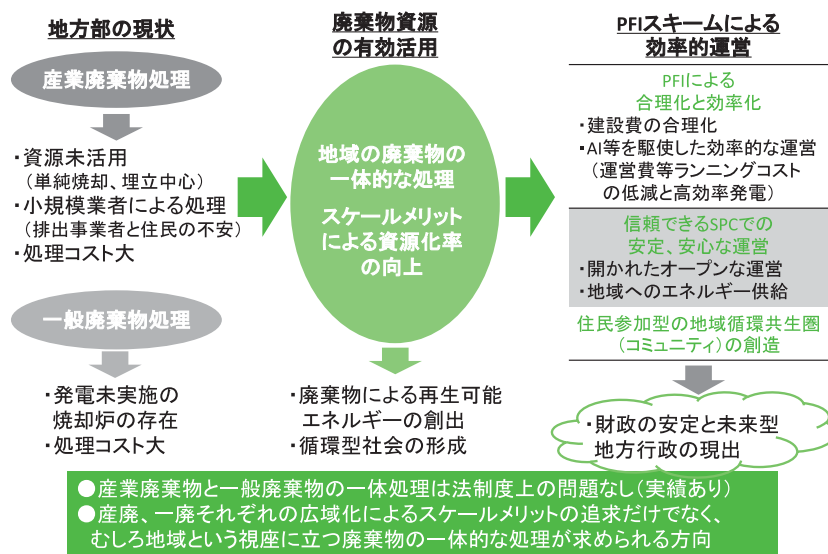 地方部の現状
産業廃棄物処理
・資源未活用
（単純焼却、埋立中心）
・小規模業者による処理
（排出事業者と住民の不安）
・処理コスト大
一般廃棄物処理
・発電未実施の
焼却炉の存在
・処理コスト大
廃棄物資源
の有効活用
地域の廃棄物の
一体的な処理
スケールメリット
による資源化率
の向上
・廃棄物による再生可能
エネルギーの創出
・循環型社会の形成
PFIスキームによる
効率的運営
PFIによる
合理化と効率化
・建設費の合理化
・AI等を駆使した効率的な運営
（運営費等ランニングコスト
の低減と高効率発電）
信頼できるSPCでの
安定、安心な運営
・開かれたオープンな運営
・地域へのエネルギー供給
住民参加型の地域循環共生圏
（コミュニティ）の創造
・財政の安定と未来型
地方行政の現出
●産業廃棄物と一般廃棄物の一体処理は法制度上の問題なし（実績あり）
●産廃、一廃それぞれの広域化によるスケールメリットの追求だけでなく、
むしろ地域という視座に立つ廃棄物の一体的な処理が求められる方向